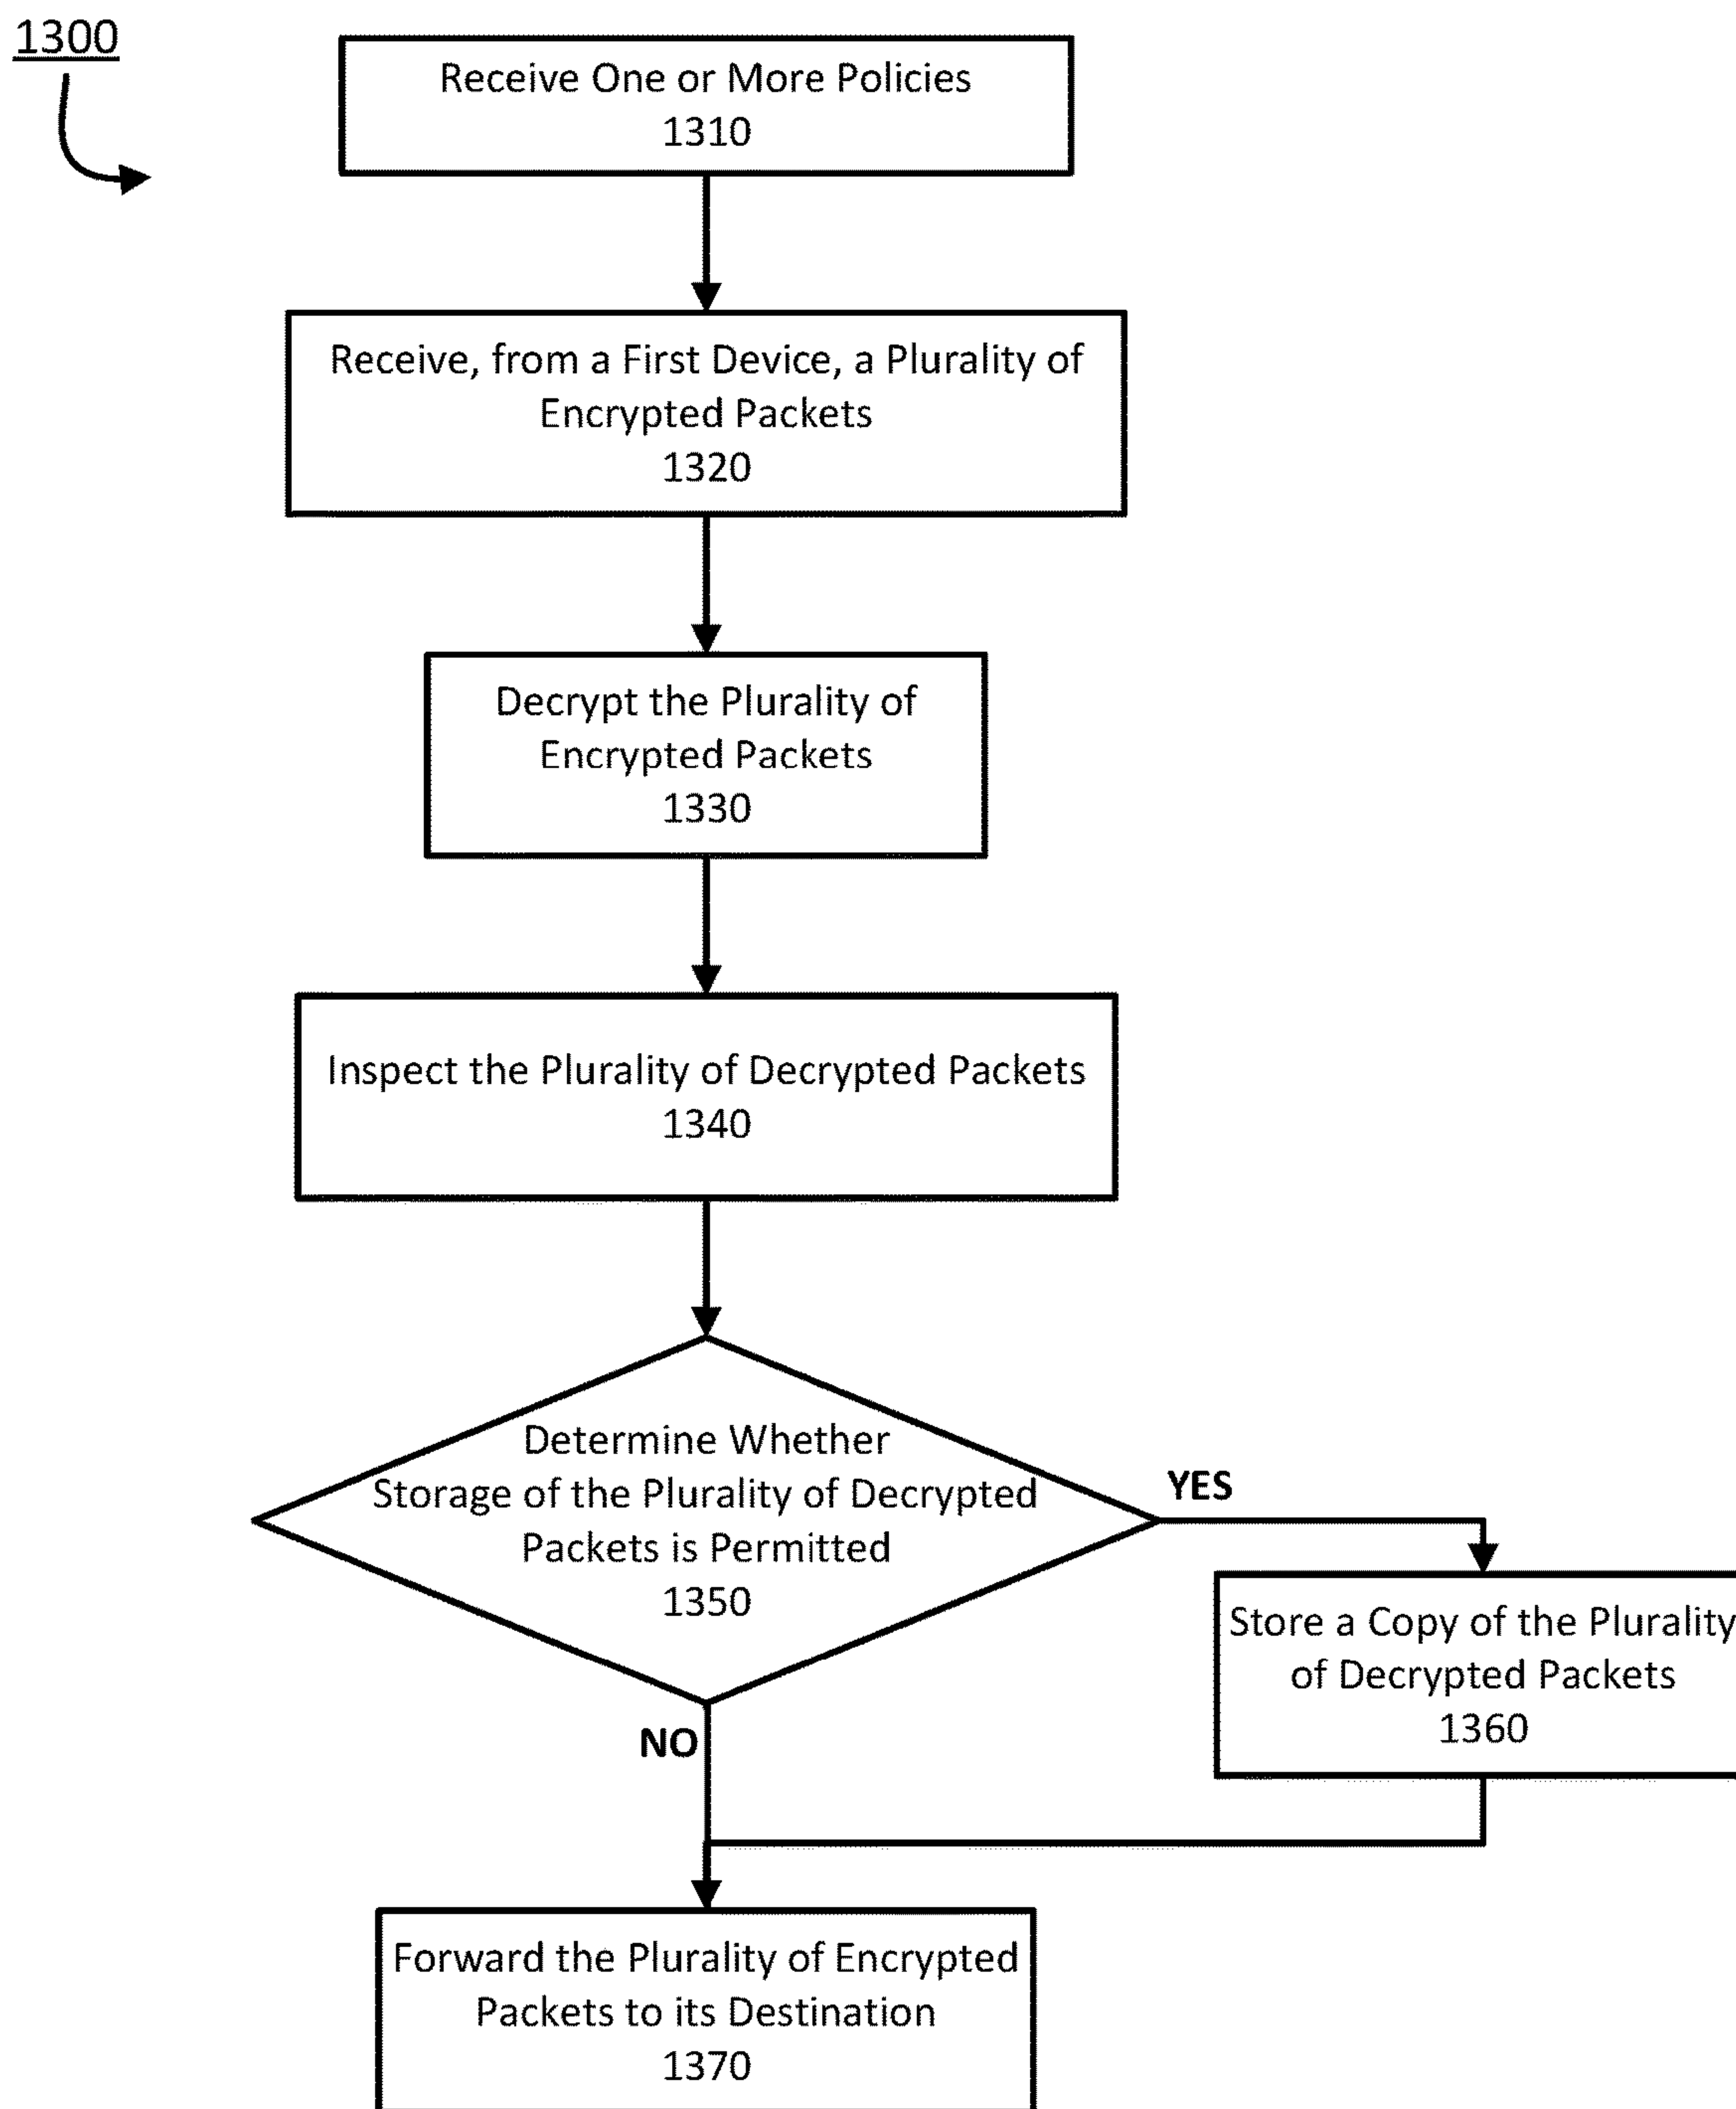 1300
Receive One or More Policies
1310
Receive, from a First Device, a Plurality of
Encrypted Packets
1320
Decrypt the Plurality of
Encrypted Packets
1330
Inspect the Plurality of Decrypted Packets
1340
Determine Whether
Storage of the Plurality of Decrypted
Packets is Permitted
1350
YES
Store a Copy of the Plurality
of Decrypted Packets
1360
NO
Forward the Plurality of Encrypted
Packets to its Destination
1370